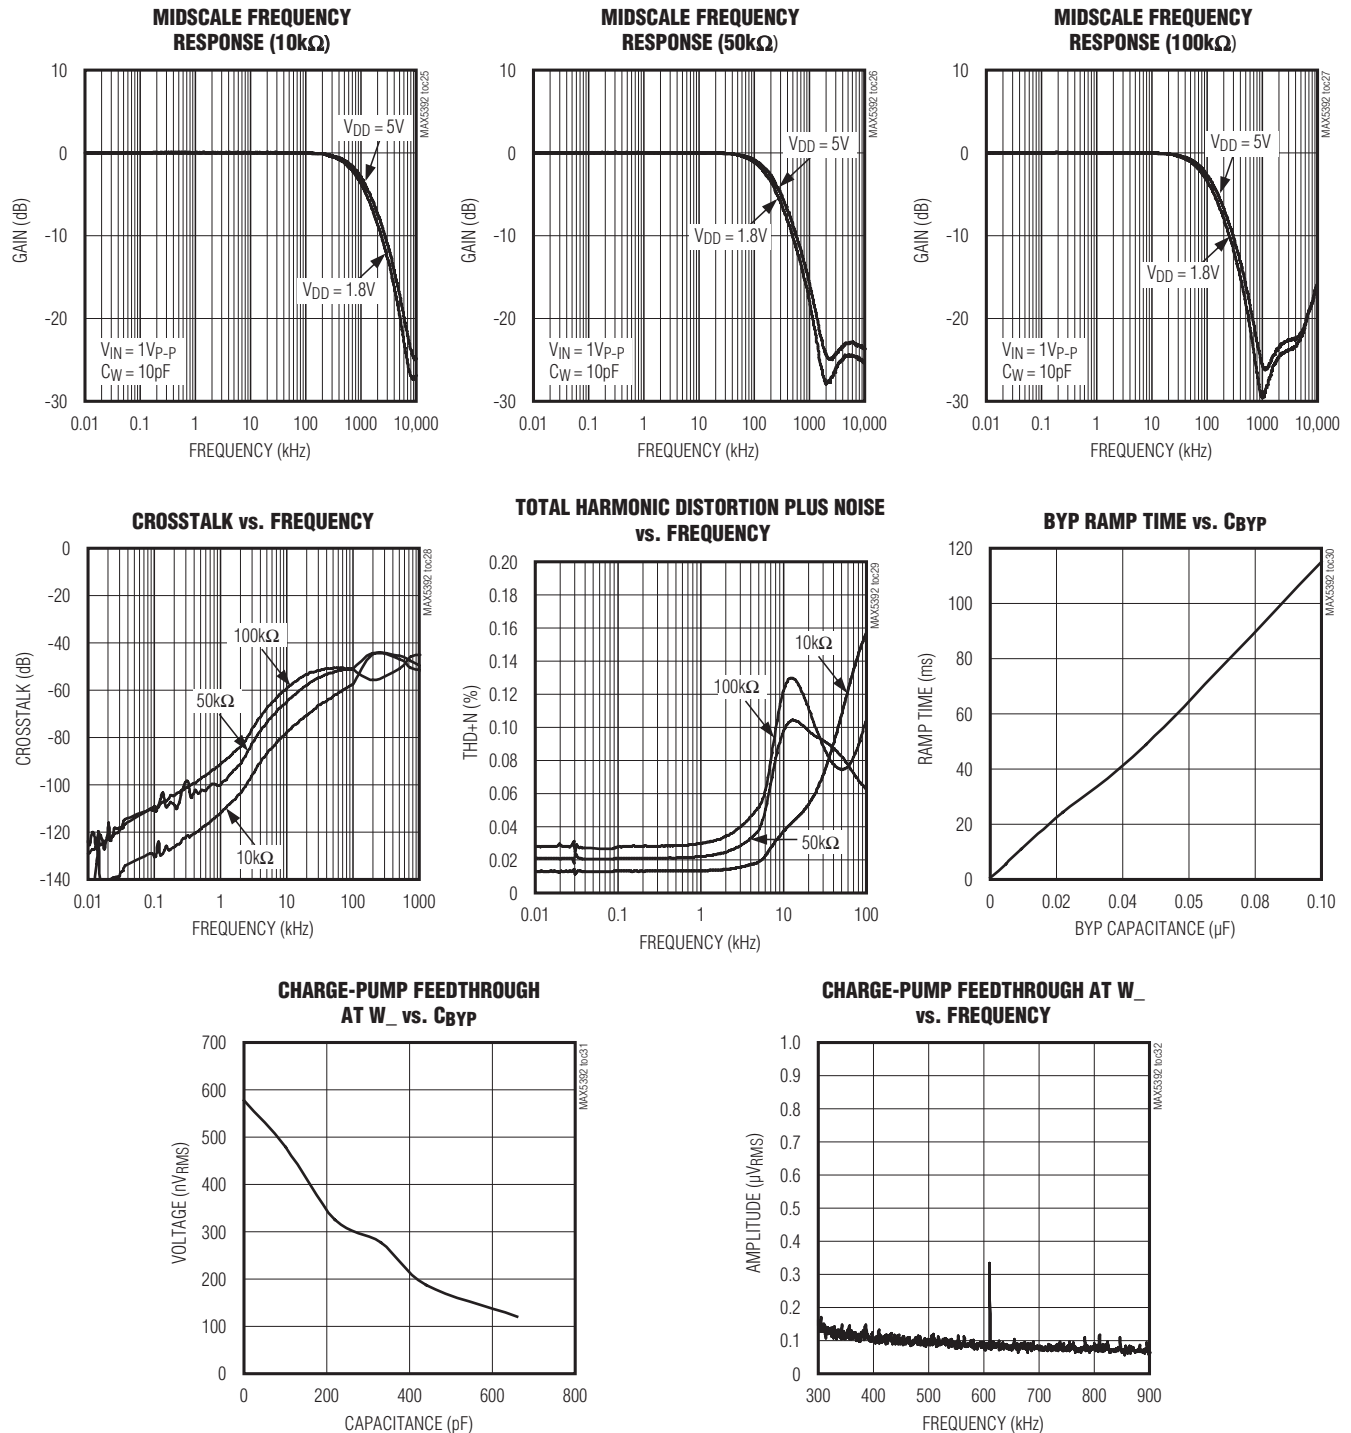 MIDSCALE FREQUENCY
RESPONSE (10kΩ)
10
0
-10
-20
-30
GAIN (dB)
VDD = 5V
VDD = 1.8V
VIN = 1VP-P
CW = 10pF
MAX5392 toc25
0.01 0.1 1 10 100 1000 10,000
FREQUENCY (kHz)
MIDSCALE FREQUENCY
RESPONSE (50kΩ)
10
0
-10
-20
-30
GAIN (dB)
VDD = 5V
VDD = 1.8V
VIN = 1VP-P
CW = 10pF
MAX5392 toc26
0.01 0.1 1 10 100 1000 10,000
FREQUENCY (kHz)
MIDSCALE FREQUENCY
RESPONSE (100kΩ)
10
0
-10
-20
-30
GAIN (dB)
VDD = 5V
VDD = 1.8V
VIN = 1VP-P
CW = 10pF
MAX5392 toc27
0.01 0.1 1 10 100 1000 10,000
FREQUENCY (kHz)
CROSSTALK vs. FREQUENCY
0
-20
-40
-60
-80
-100
-120
-140
CROSSTALK (dB)
100kΩ
50kΩ
10kΩ
MAX5392 toc28
0.01 0.1 1 10 100 1000
FREQUENCY (kHz)
TOTAL HARMONIC DISTORTION PLUS NOISE
vs. FREQUENCY
0.20
0.18
0.16
0.14
0.12
0.10
0.08
0.06
0.04
0.02
0
THD+N (%)
10kΩ
100kΩ
50kΩ
MAX5392 toc29
0.01 0.1 1 10 100
FREQUENCY (kHz)
BYP RAMP TIME vs. CBYP
120
100
80
60
40
20
0
RAMP TIME (ms)
MAX5392 toc30
0 0.02 0.04 0.05 0.08 0.10
BYP CAPACITANCE (µF)
CHARGE-PUMP FEEDTHROUGH
AT W_ vs. CBYP
700
600
500
400
300
200
100
0
VOLTAGE (nVRMS)
MAX5392 toc31
0 200 400 600 800
CAPACITANCE (pF)
CHARGE-PUMP FEEDTHROUGH AT W_
vs. FREQUENCY
1.0
0.9
0.8
0.7
0.6
0.5
0.4
0.3
0.2
0.1
0
AMPLITUDE (µVRMS)
MAX5392 toc32
300 400 500 600 700 800 900
FREQUENCY (kHz)